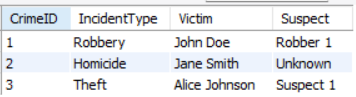 CrimeID IncidentType Victim Suspect
1 Robbery John Doe Robber 1
2 Homicide Jane Smith Unknown
3 Theft Alice Johnson Suspect 1